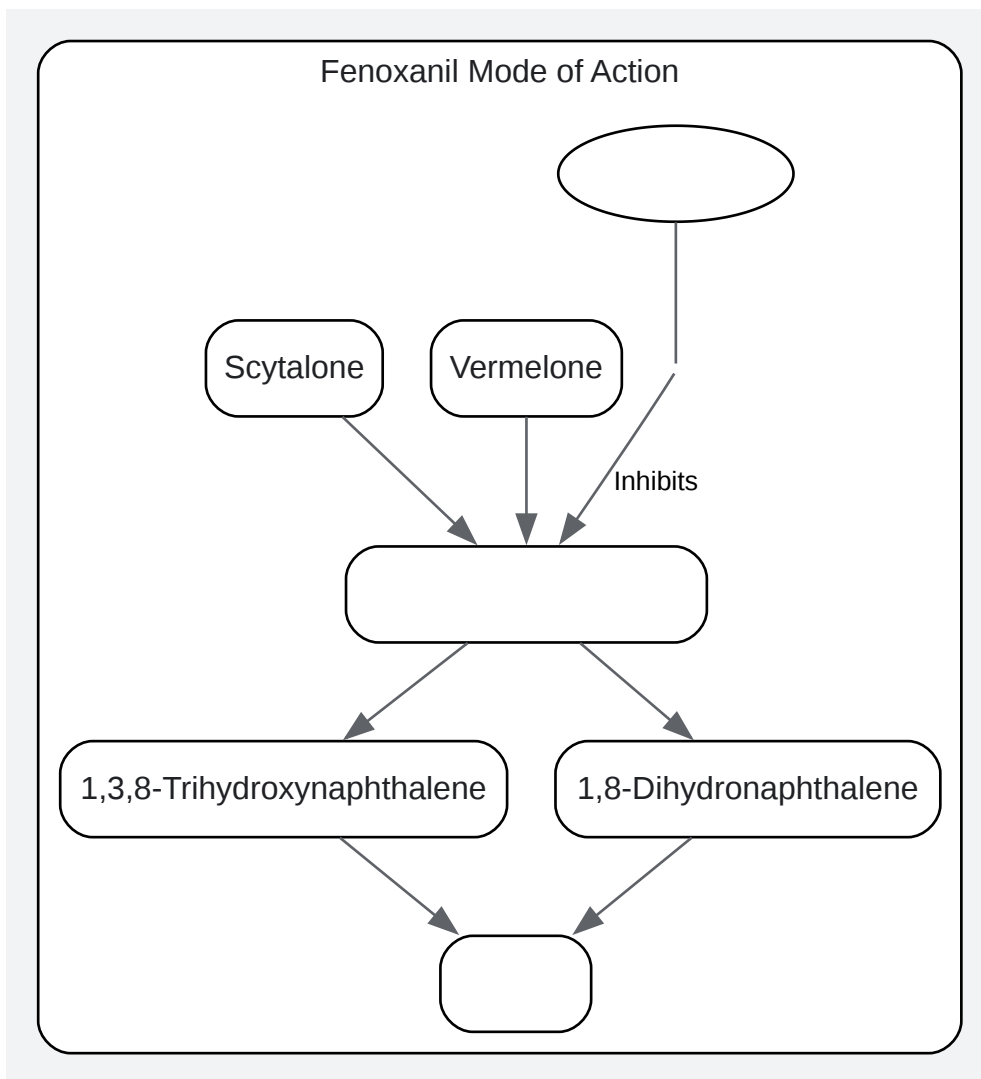 Fenoxanil Mode of Action
Scytalone
Vermelone
Inhibits
1,3,8-Trihydroxynaphthalene
1,8-Dihydronaphthalene